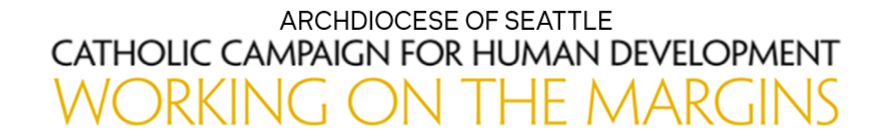 ARCHDIOCESE OF SEATTLE
CATHOLIC CAMPAIGN FOR HUMAN DEVELOPMENT
WORKING ON THE MARGINS